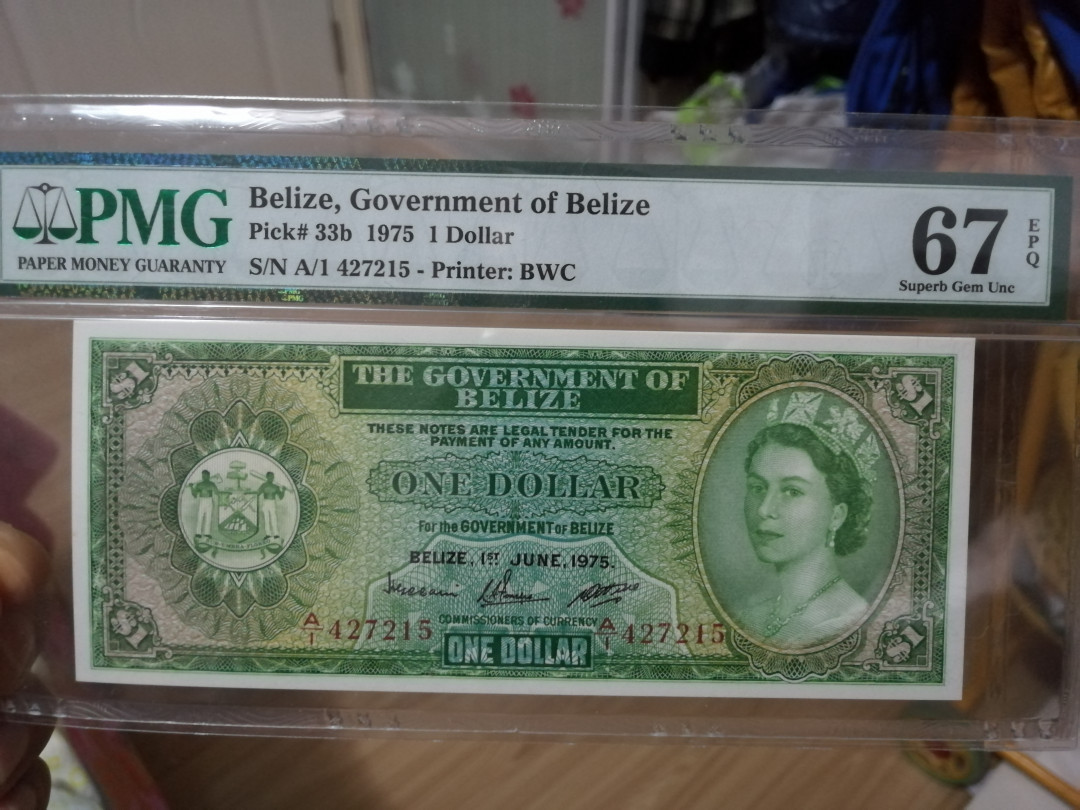 PMG
PAPER MONEY GUARANTY
Belize, Government of Belize
Pick# 33b 1975 1 Dollar
S/N A/1 427215 - Printer: BWC
67
EPQ
Superb Gem Unc
$1
$1
THE GOVERNMENT OF
BELIZE
THESE NOTES ARE LEGAL TENDER FOR THE
PAYMENT OF ANY AMOUNT.
ONE DOLLAR
For the GOVERNMENT of BELIZE
BELIZE, 1ST JUNE, 1975.
A/1 427215
COMMISSIONERS OF CURRENCY
A/1 427215
ONE DOLLAR
$1
$1